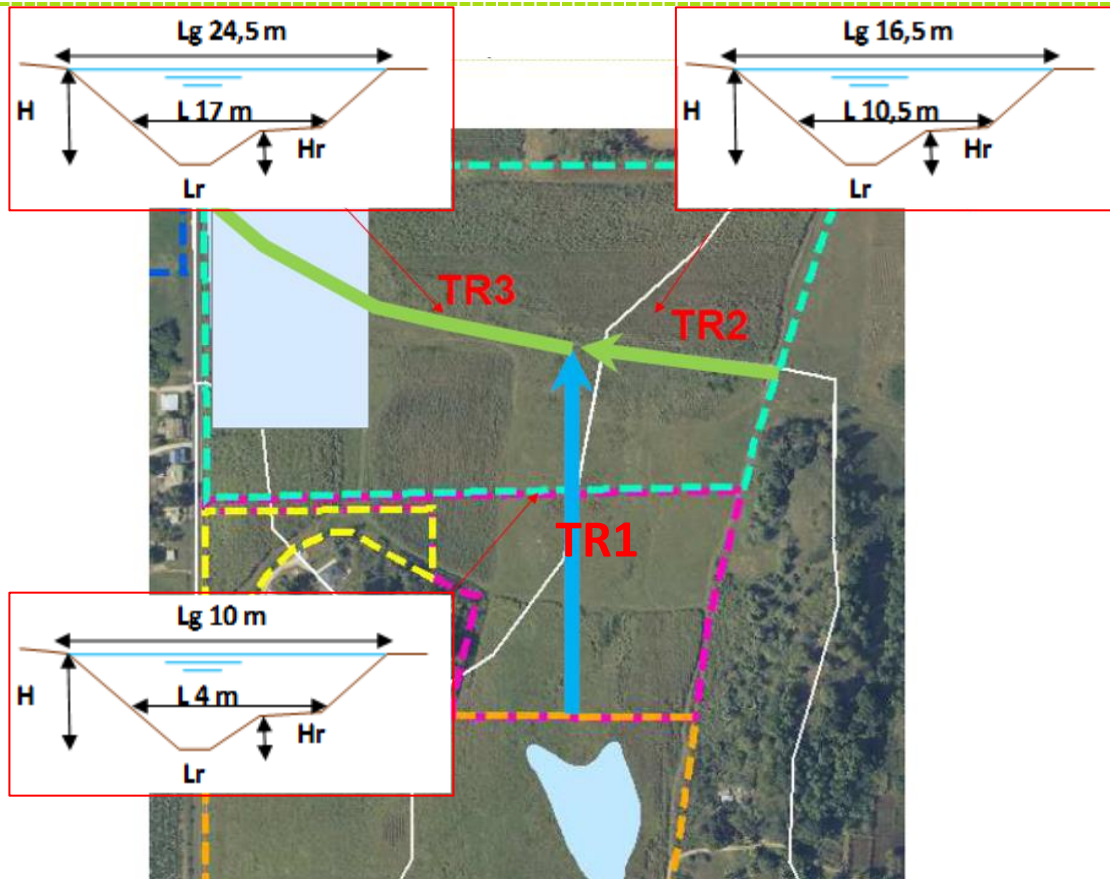 Lg 24,5 m
H
L 17 m
Hr
Lr
Lg 16,5 m
H
L 10,5 m
Hr
Lr
TR3
TR2
TR1
Lg 10 m
H
L 4 m
Hr
Lr